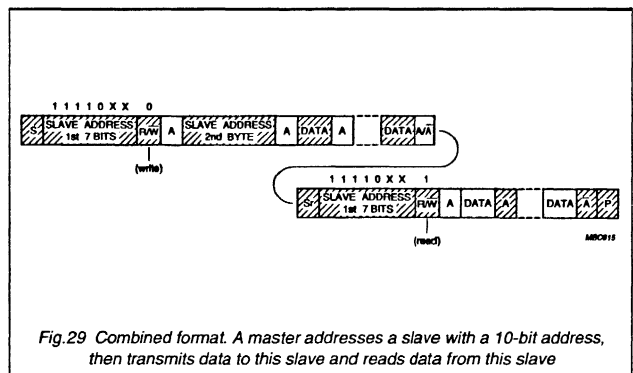 1 1 1 1 0 X X 0
S SLAVE ADDRESS 1st 7 BITS R/W̅ A SLAVE ADDRESS 2nd BYTE A DATA A DATA A/A̅
(write)
1 1 1 1 0 X X 1
Sr SLAVE ADDRESS 1st 7 BITS R/W̅ A DATA A DATA A̅ P
(read)
MBC615
Fig.29 Combined format. A master addresses a slave with a 10-bit address,
then transmits data to this slave and reads data from this slave